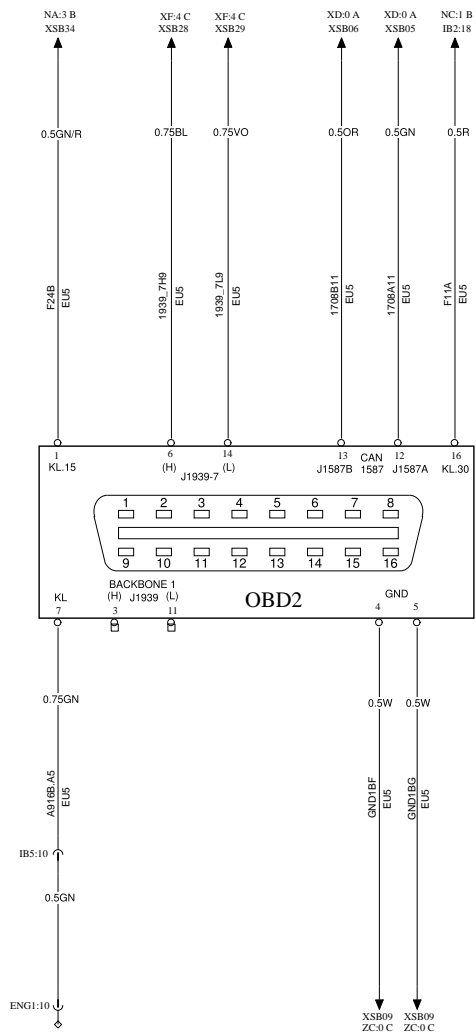 NA:3 B XF:4 C XF:4 C XD:0 A XD:0 A NC:1 B
XSB34 XSB28 XSB29 XSB06 XSB05 IB2:18
0.5GN/R 0.75BL 0.75VO 0.5OR 0.5GN 0.5R
F24B 1939_7H9 1939_7L9 1708B11 1708A11 F11A
EU5 EU5 EU5 EU5 EU5 EU5
1 6 14 13 12 16
KL.15 (H) (L) J1587B CAN J1587A KL.30
J1939-7 1587
1 2 3 4 5 6 7 8
9 10 11 12 13 14 15 16
BACKBONE 1
KL (H) J1939 (L) OBD2 GND
7 3 11 4 5
0.75GN 0.5W 0.5W
A916B.A5 GND1BF GND1BG
EU5 EU5 EU5
IB5:10
0.5GN
ENG1:10
XSB09 XSB09
ZC:0 C ZC:0 C